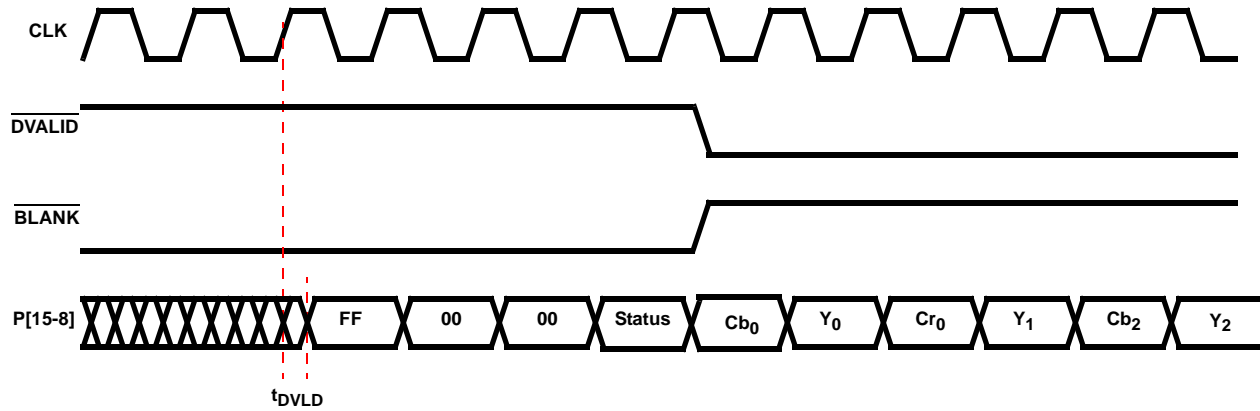 CLK
DVALID
BLANK
P[15-8] FF 00 00 Status Cb0 Y0 Cr0 Y1 Cb2 Y2
tDVLD